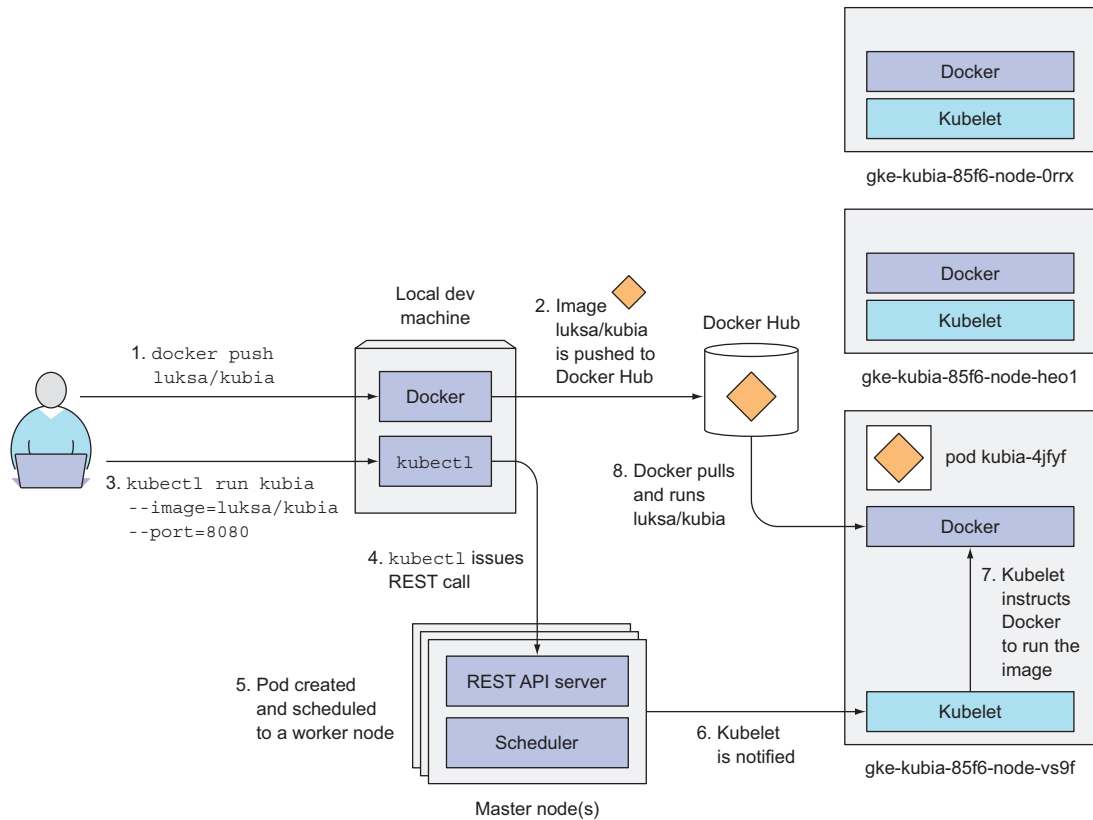 Docker
Kubelet
gke-kubia-85f6-node-0rrx
Docker
Kubelet
gke-kubia-85f6-node-heo1
Local dev
machine
2. Image
luksa/kubia
is pushed to
Docker Hub
Docker Hub
1. docker push
luksa/kubia
Docker
kubectl
3. kubectl run kubia
--image=luksa/kubia
--port=8080
8. Docker pulls
and runs
luksa/kubia
pod kubia-4jfyf
Docker
4. kubectl issues
REST call
7. Kubelet
instructs
Docker
to run the
image
5. Pod created
and scheduled
to a worker node
REST API server
Scheduler
6. Kubelet
is notified
Kubelet
gke-kubia-85f6-node-vs9f
Master node(s)